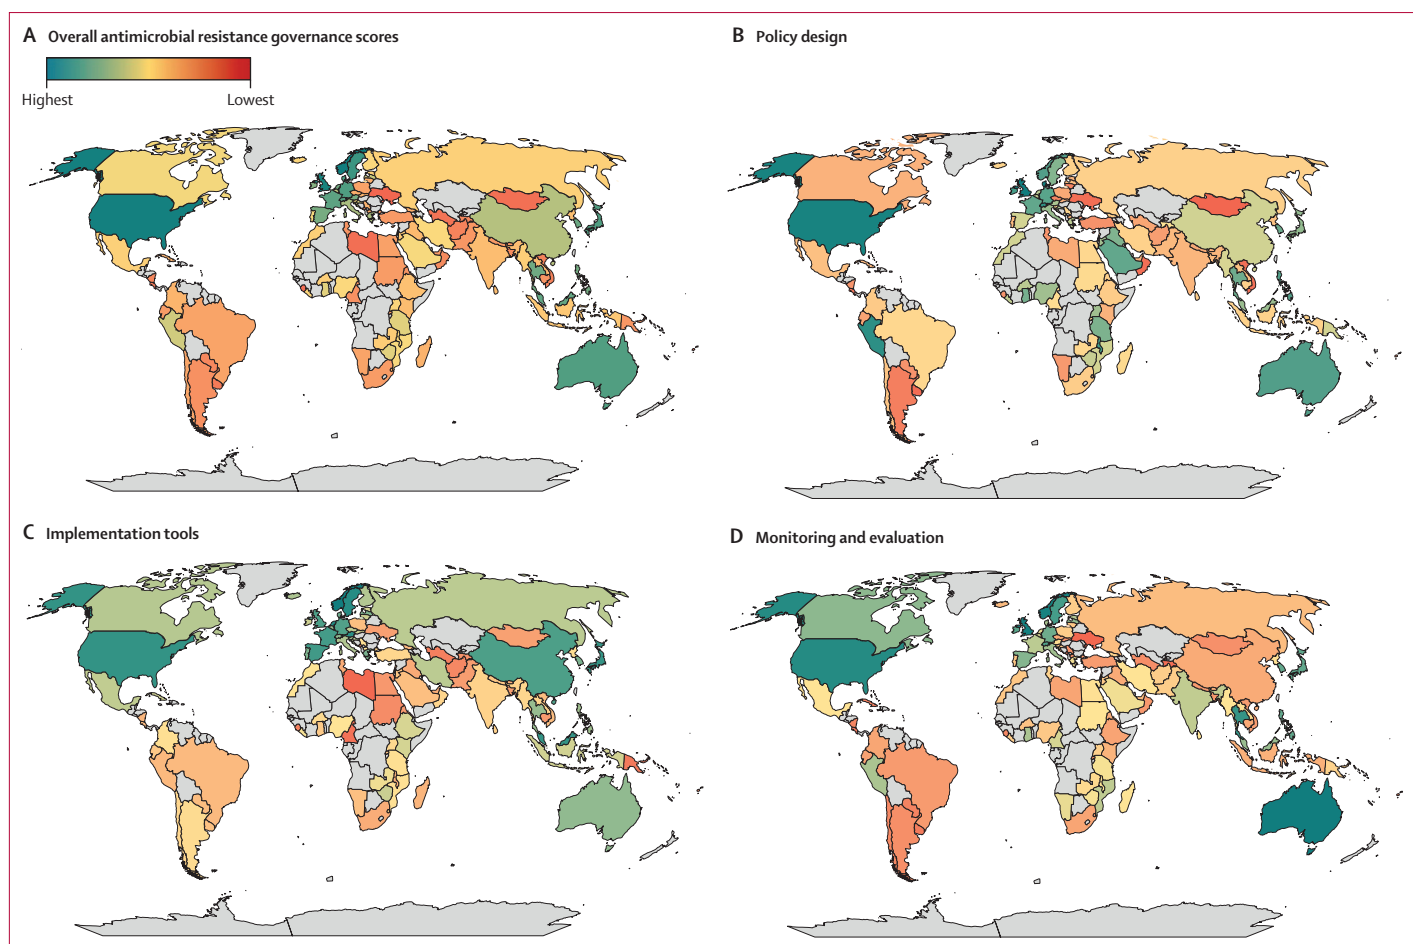 A Overall antimicrobial resistance governance scores
Highest Lowest
B Policy design
C Implementation tools
D Monitoring and evaluation